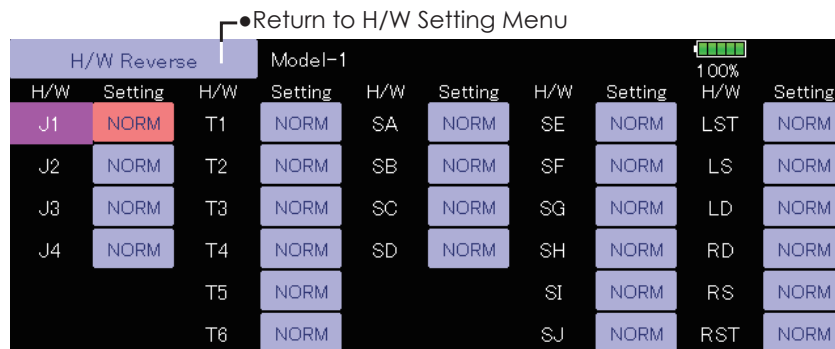 ●Return to H/W Setting Menu
H/W Reverse Model-1 100%
H/W Setting H/W Setting H/W Setting H/W Setting H/W Setting
J1 NORM T1 NORM SA NORM SE NORM LST NORM
J2 NORM T2 NORM SB NORM SF NORM LS NORM
J3 NORM T3 NORM SC NORM SG NORM LD NORM
J4 NORM T4 NORM SD NORM SH NORM RD NORM
T5 NORM SI NORM RS NORM
T6 NORM SJ NORM RST NORM